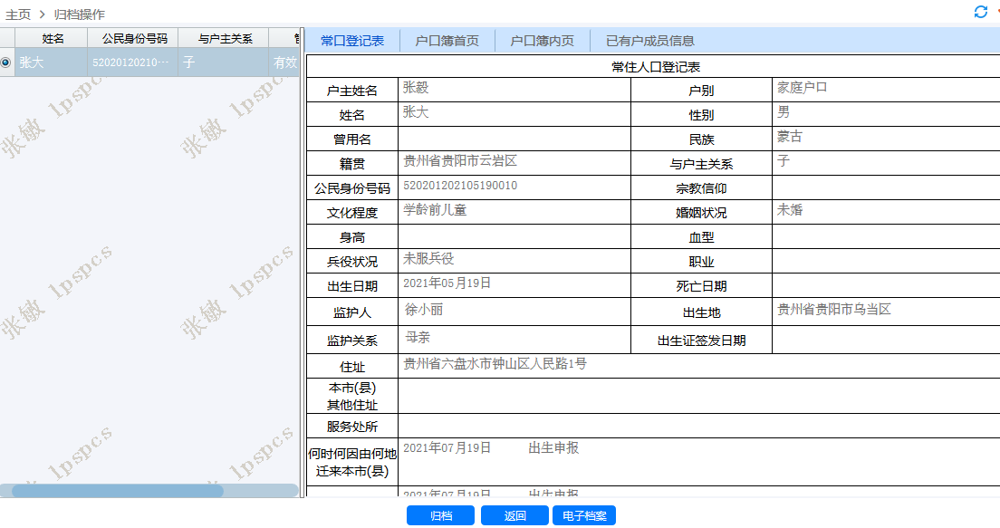 主页 > 归档操作
姓名 公民身份号码 与户主关系
张大 52020120210··· 子 有效
张敏 lpspcs 张敏 lpspcs
张敏 lpspcs 张敏 lpspcs
张敏 lpspcs 张敏 lpspcs
常口登记表 户口簿首页 户口簿内页 已有户成员信息
常住人口登记表
户主姓名 张毅 户别 家庭户口
姓名 张大 性别 男
曾用名 民族 蒙古
籍贯 贵州省贵阳市云岩区 与户主关系 子
公民身份号码 520201202105190010 宗教信仰
文化程度 学龄前儿童 婚姻状况 未婚
身高 血型
兵役状况 未服兵役 职业
出生日期 2021年05月19日 死亡日期
监护人 徐小丽 出生地 贵州省贵阳市乌当区
监护关系 母亲 出生证签发日期
住址 贵州省六盘水市钟山区人民路1号
本市(县)
其他住址
服务处所
何时何因由何地
迁来本市(县) 2021年07月19日 出生申报
2021年07月19日 出生申报
归档 返回 电子档案